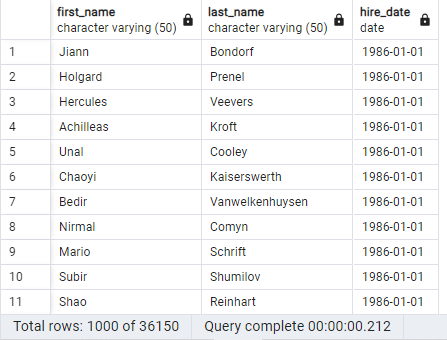 first_name last_name hire_date
character varying (50) character varying (50) date
1 Jiann Bondorf 1986-01-01
2 Holgard Prenel 1986-01-01
3 Hercules Veevers 1986-01-01
4 Achilleas Kroft 1986-01-01
5 Unal Cooley 1986-01-01
6 Chaoyi Kaiserswerth 1986-01-01
7 Bedir Vanwelkenhuysen 1986-01-01
8 Nirmal Comyn 1986-01-01
9 Mario Schrift 1986-01-01
10 Subir Shumilov 1986-01-01
11 Shao Reinhart 1986-01-01
Total rows: 1000 of 36150 Query complete 00:00:00.212